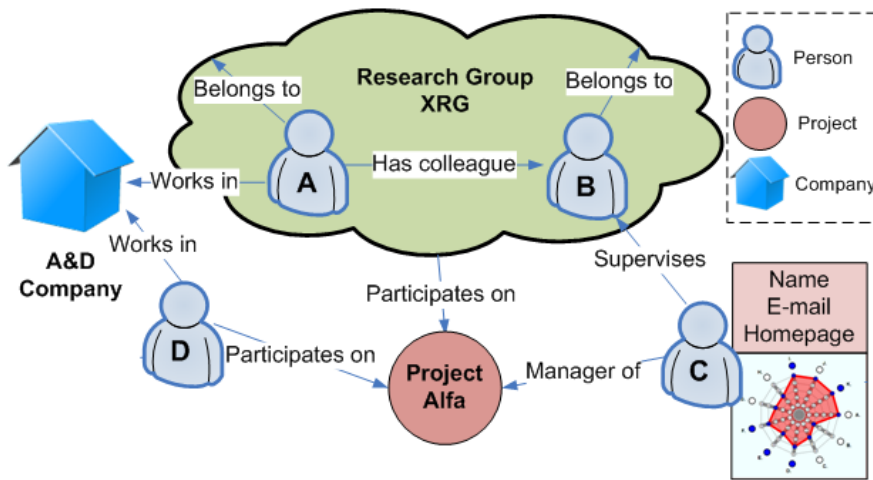 Belongs to
Research Group
XRG
Belongs to
Person
Project
Company
A
Has colleague
B
Works in
Works in
A&D
Company
Supervises
Participates on
Name
E-mail
Homepage
D
Participates on
Project
Alfa
Manager of
C